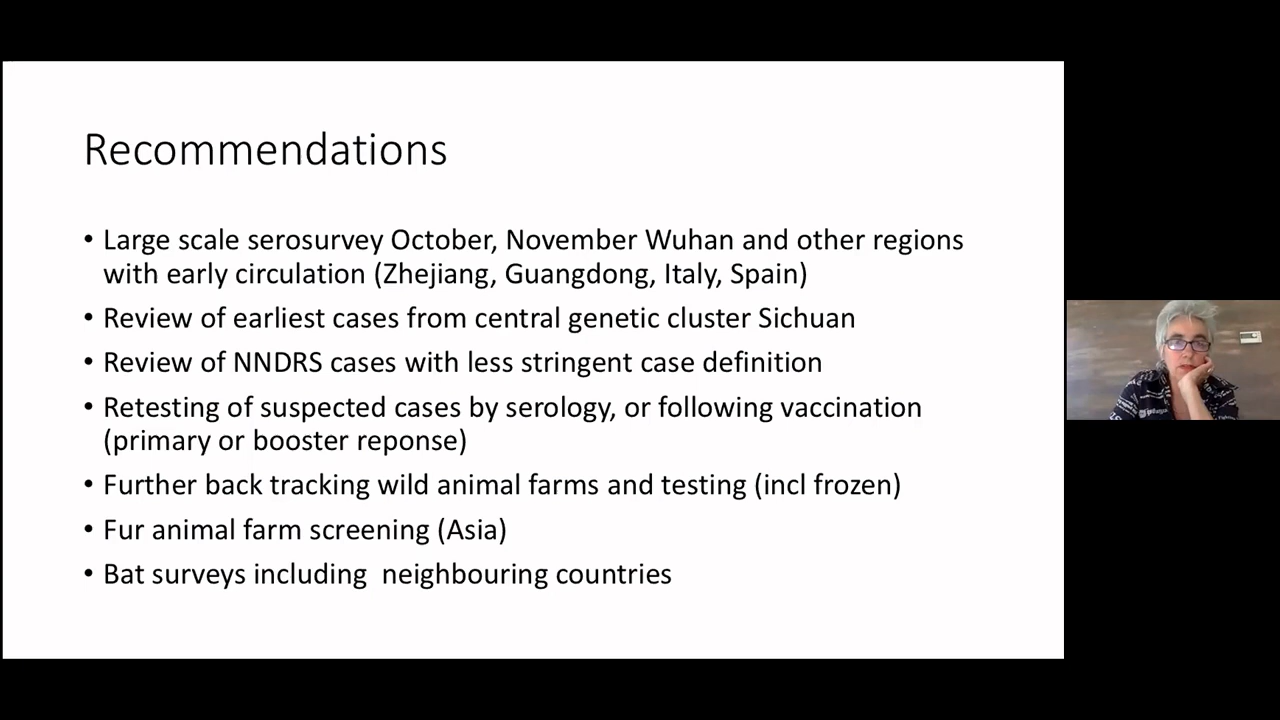 Recommendations
• Large scale serosurvey October, November Wuhan and other regions
with early circulation (Zhejiang, Guangdong, Italy, Spain)
• Review of earliest cases from central genetic cluster Sichuan
• Review of NNDRS cases with less stringent case definition
• Retesting of suspected cases by serology, or following vaccination
(primary or booster reponse)
• Further back tracking wild animal farms and testing (incl frozen)
• Fur animal farm screening (Asia)
• Bat surveys including  neighbouring countries